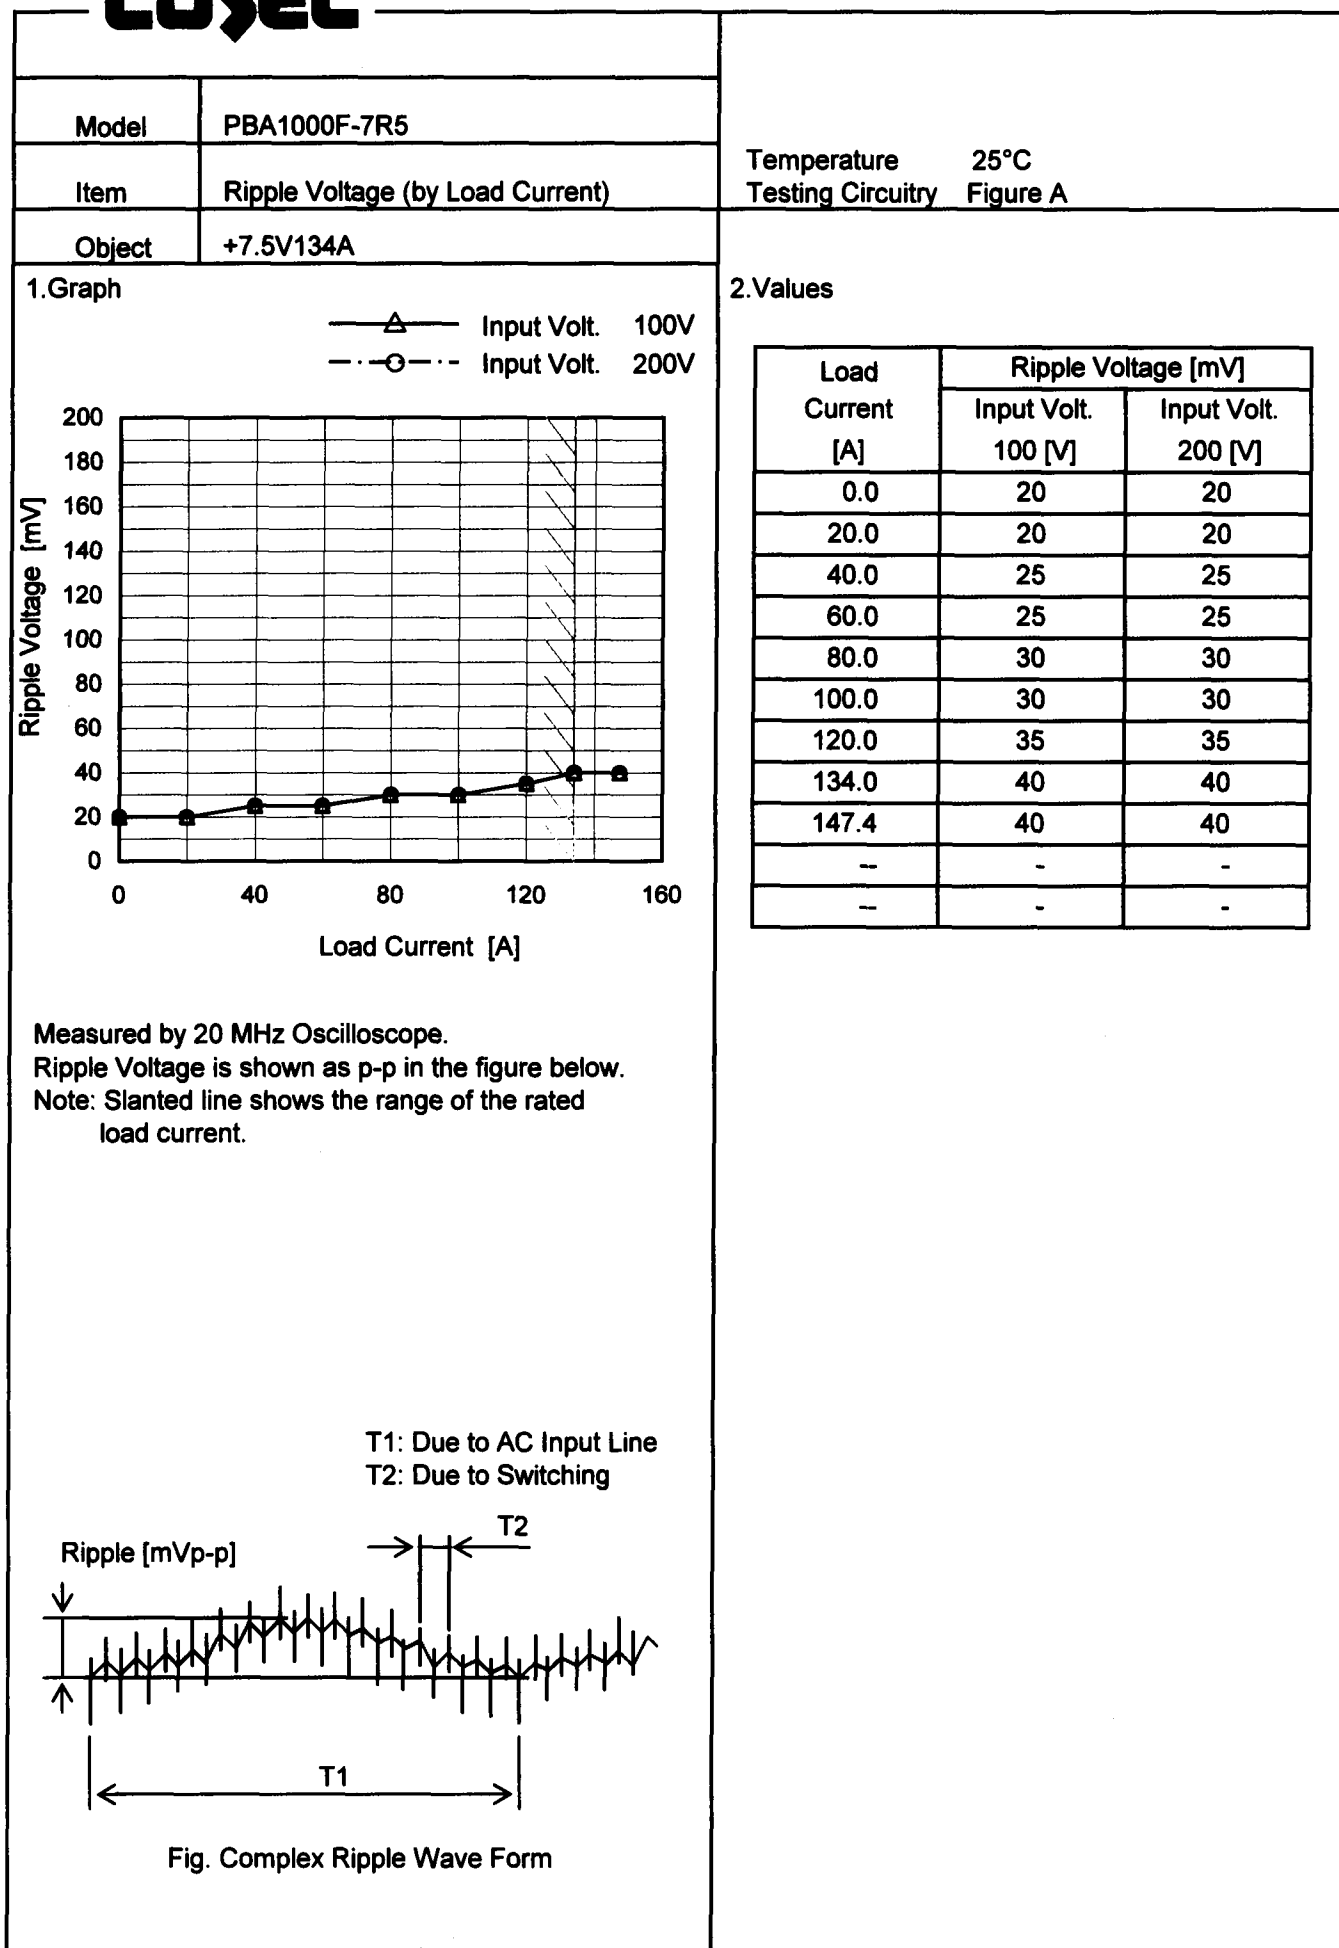 COSEL
Model PBA1000F-7R5
Item Ripple Voltage (by Load Current)
Object +7.5V134A
Temperature 25°C
Testing Circuitry Figure A
1.Graph
Input Volt. 100V
Input Volt. 200V
Ripple Voltage [mV]
200
180
160
140
120
100
80
60
40
20
0
0 40 80 120 160
Load Current [A]
Measured by 20 MHz Oscilloscope.
Ripple Voltage is shown as p-p in the figure below.
Note: Slanted line shows the range of the rated
load current.
T1: Due to AC Input Line
T2: Due to Switching
T2
Ripple [mVp-p]
T1
Fig. Complex Ripple Wave Form
2.Values
Load Current [A] Ripple Voltage [mV]
Input Volt. 100 [V] Input Volt. 200 [V]
0.0 20 20
20.0 20 20
40.0 25 25
60.0 25 25
80.0 30 30
100.0 30 30
120.0 35 35
134.0 40 40
147.4 40 40
-- - -
-- - -